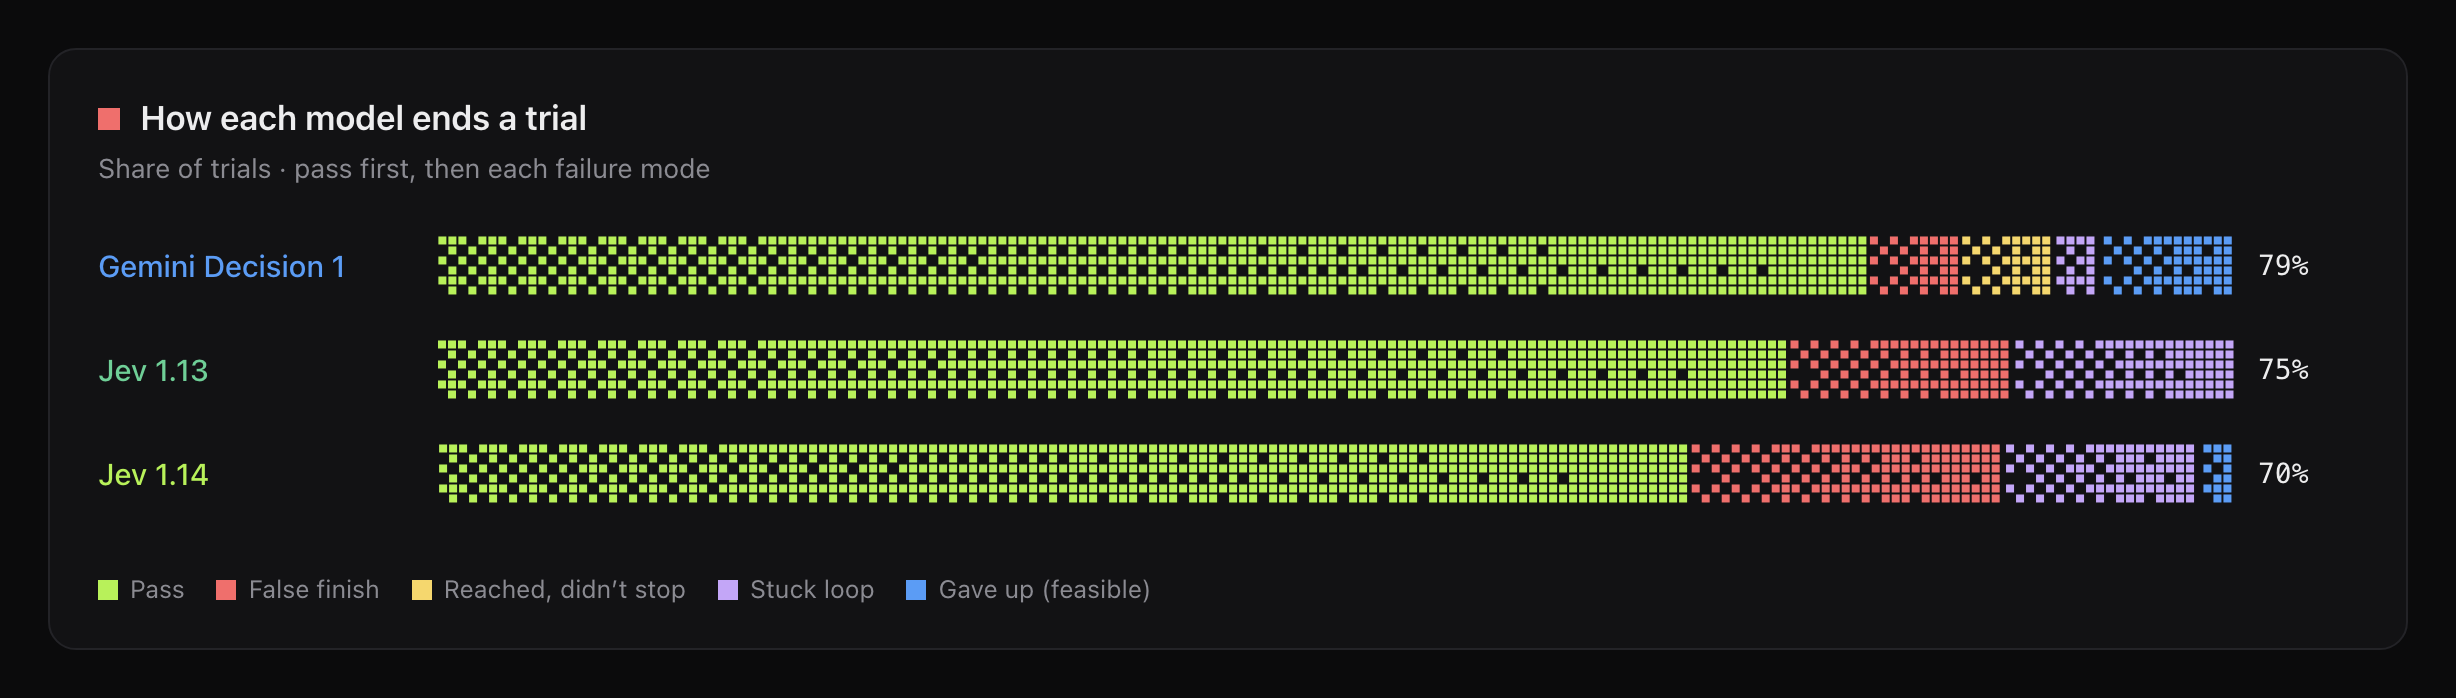 How each model ends a trial
Share of trials · pass first, then each failure mode
Gemini Decision 1 79%
Jev 1.13 75%
Jev 1.14 70%
Pass False finish Reached, didn’t stop Stuck loop Gave up (feasible)